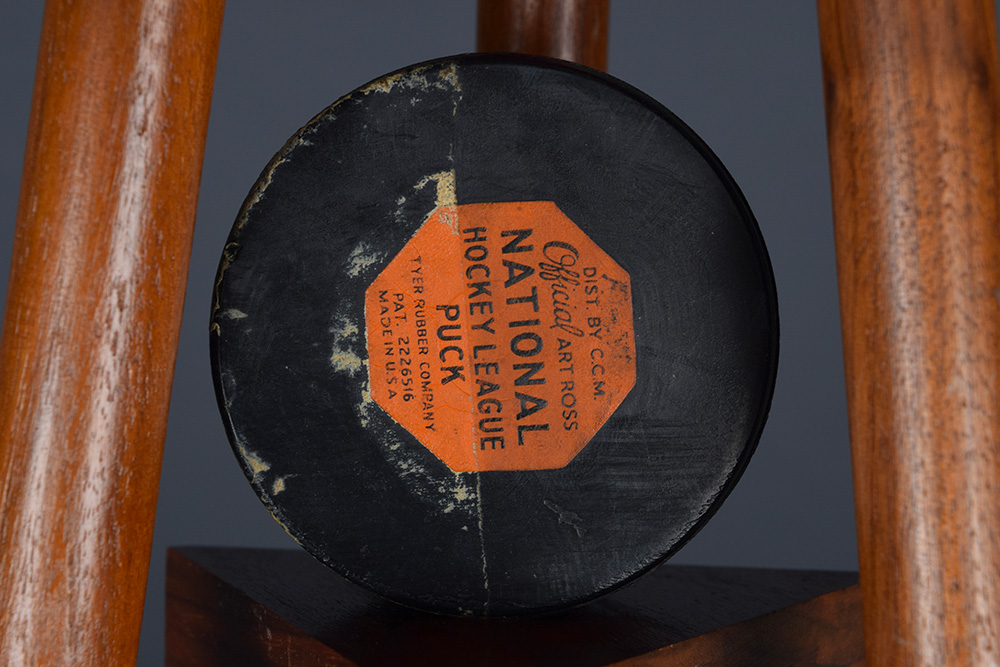 DIST. BY C.C.M.
Official ART ROSS
NATIONAL
HOCKEY LEAGUE
PUCK
TYER RUBBER COMPANY
PAT. 2226516
MADE IN U.S.A